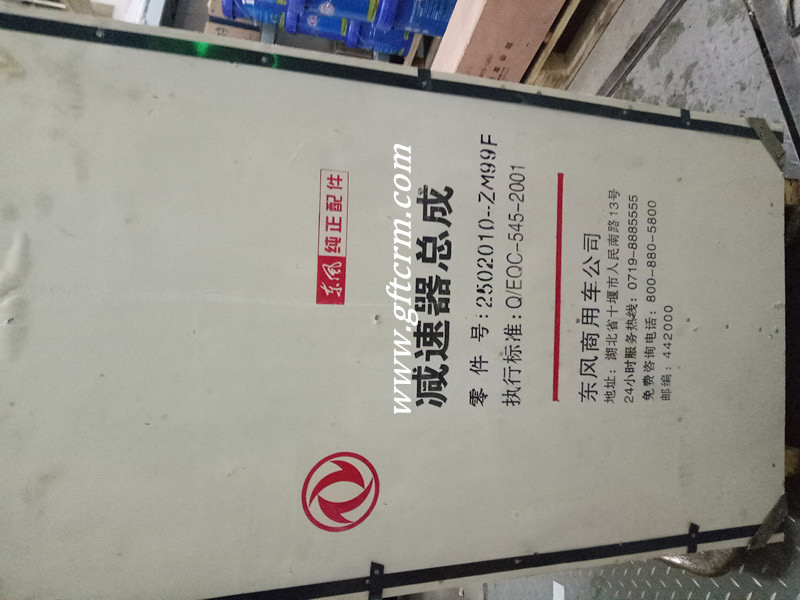 东风 纯正配件
减速器总成
零件号:2502010--ZM99F
执行标准:Q/EQC-545-2001
东风商用车公司
地址:湖北省十堰市人民南路13号
24小时服务热线:0719-8885555
免费咨询电话:800-880-5800
邮编:442000
www.gftcrm.com